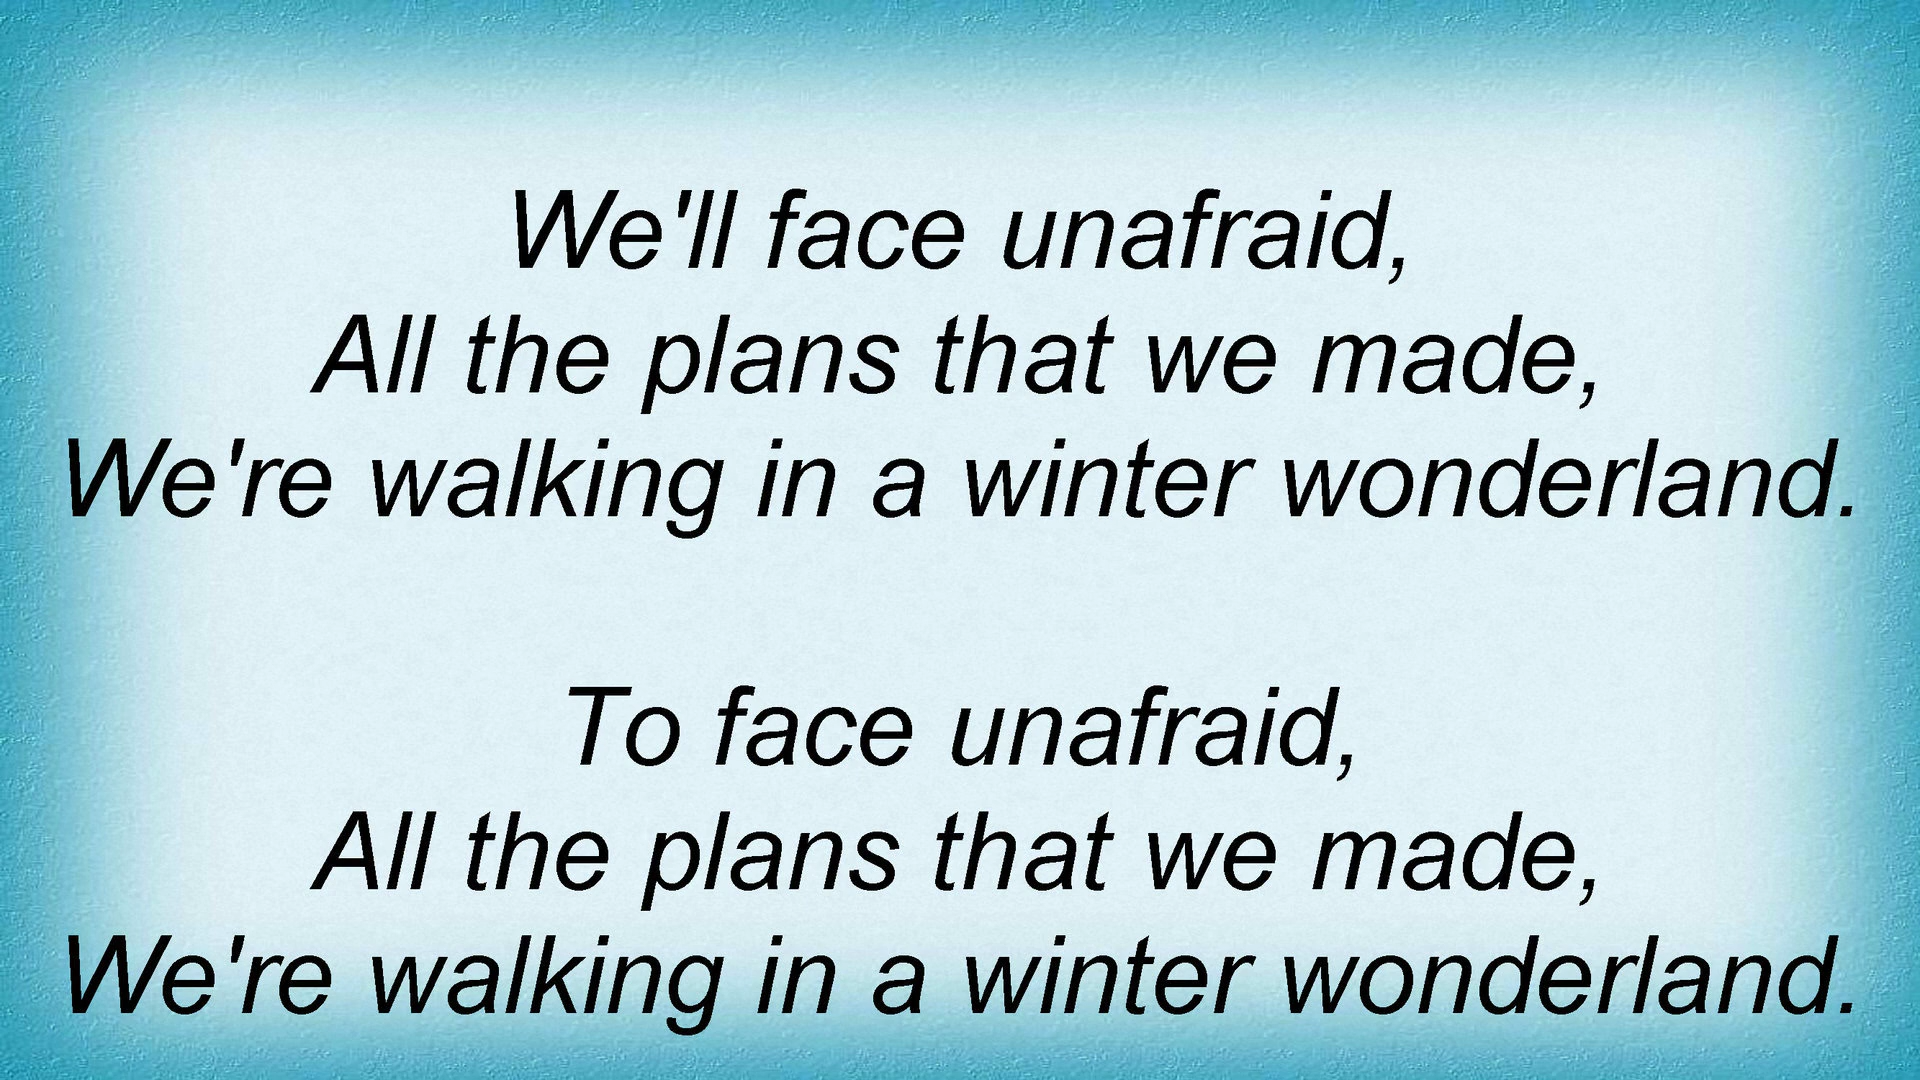 We'll face unafraid,
All the plans that we made,
We're walking in a winter wonderland.
To face unafraid,
All the plans that we made,
We're walking in a winter wonderland.